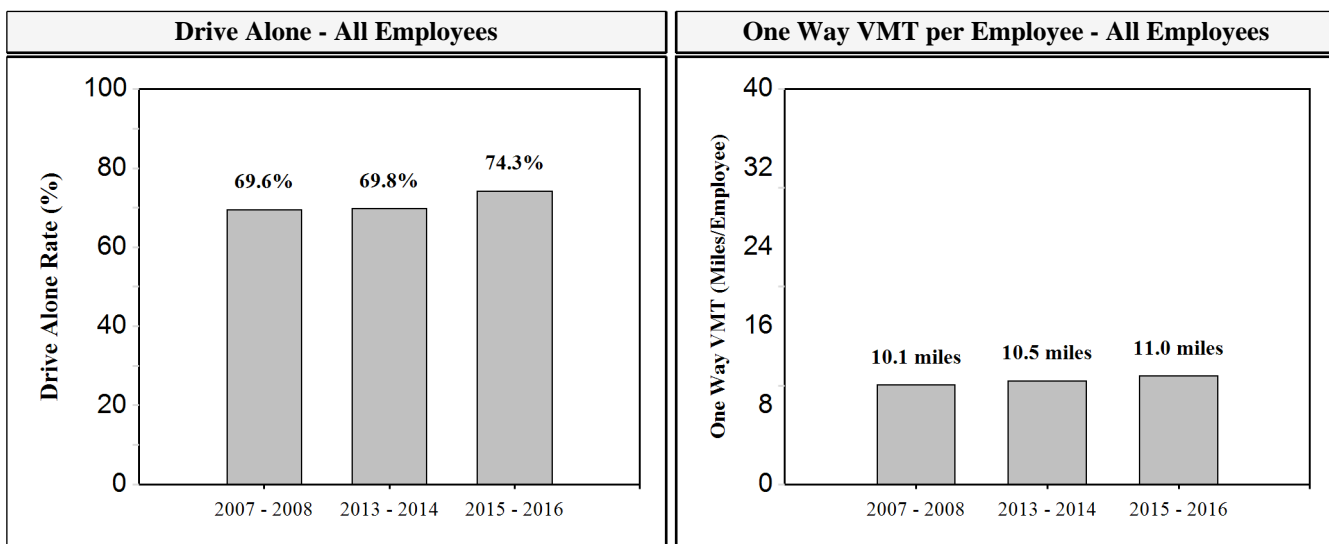 Drive Alone - All Employees
100
80
60
40
20
0
Drive Alone Rate (%)
69.6%
69.8%
74.3%
2007 - 2008
2013 - 2014
2015 - 2016
One Way VMT per Employee - All Employees
40
32
24
16
8
0
One Way VMT (Miles/Employee)
10.1 miles
10.5 miles
11.0 miles
2007 - 2008
2013 - 2014
2015 - 2016